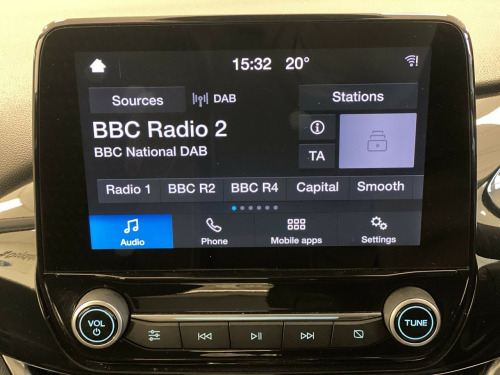 15:32 20°
Sources DAB Stations
BBC Radio 2
BBC National DAB
TA
Radio 1 BBC R2 BBC R4 Capital Smooth
Audio Phone Mobile apps Settings
VOL TUNE